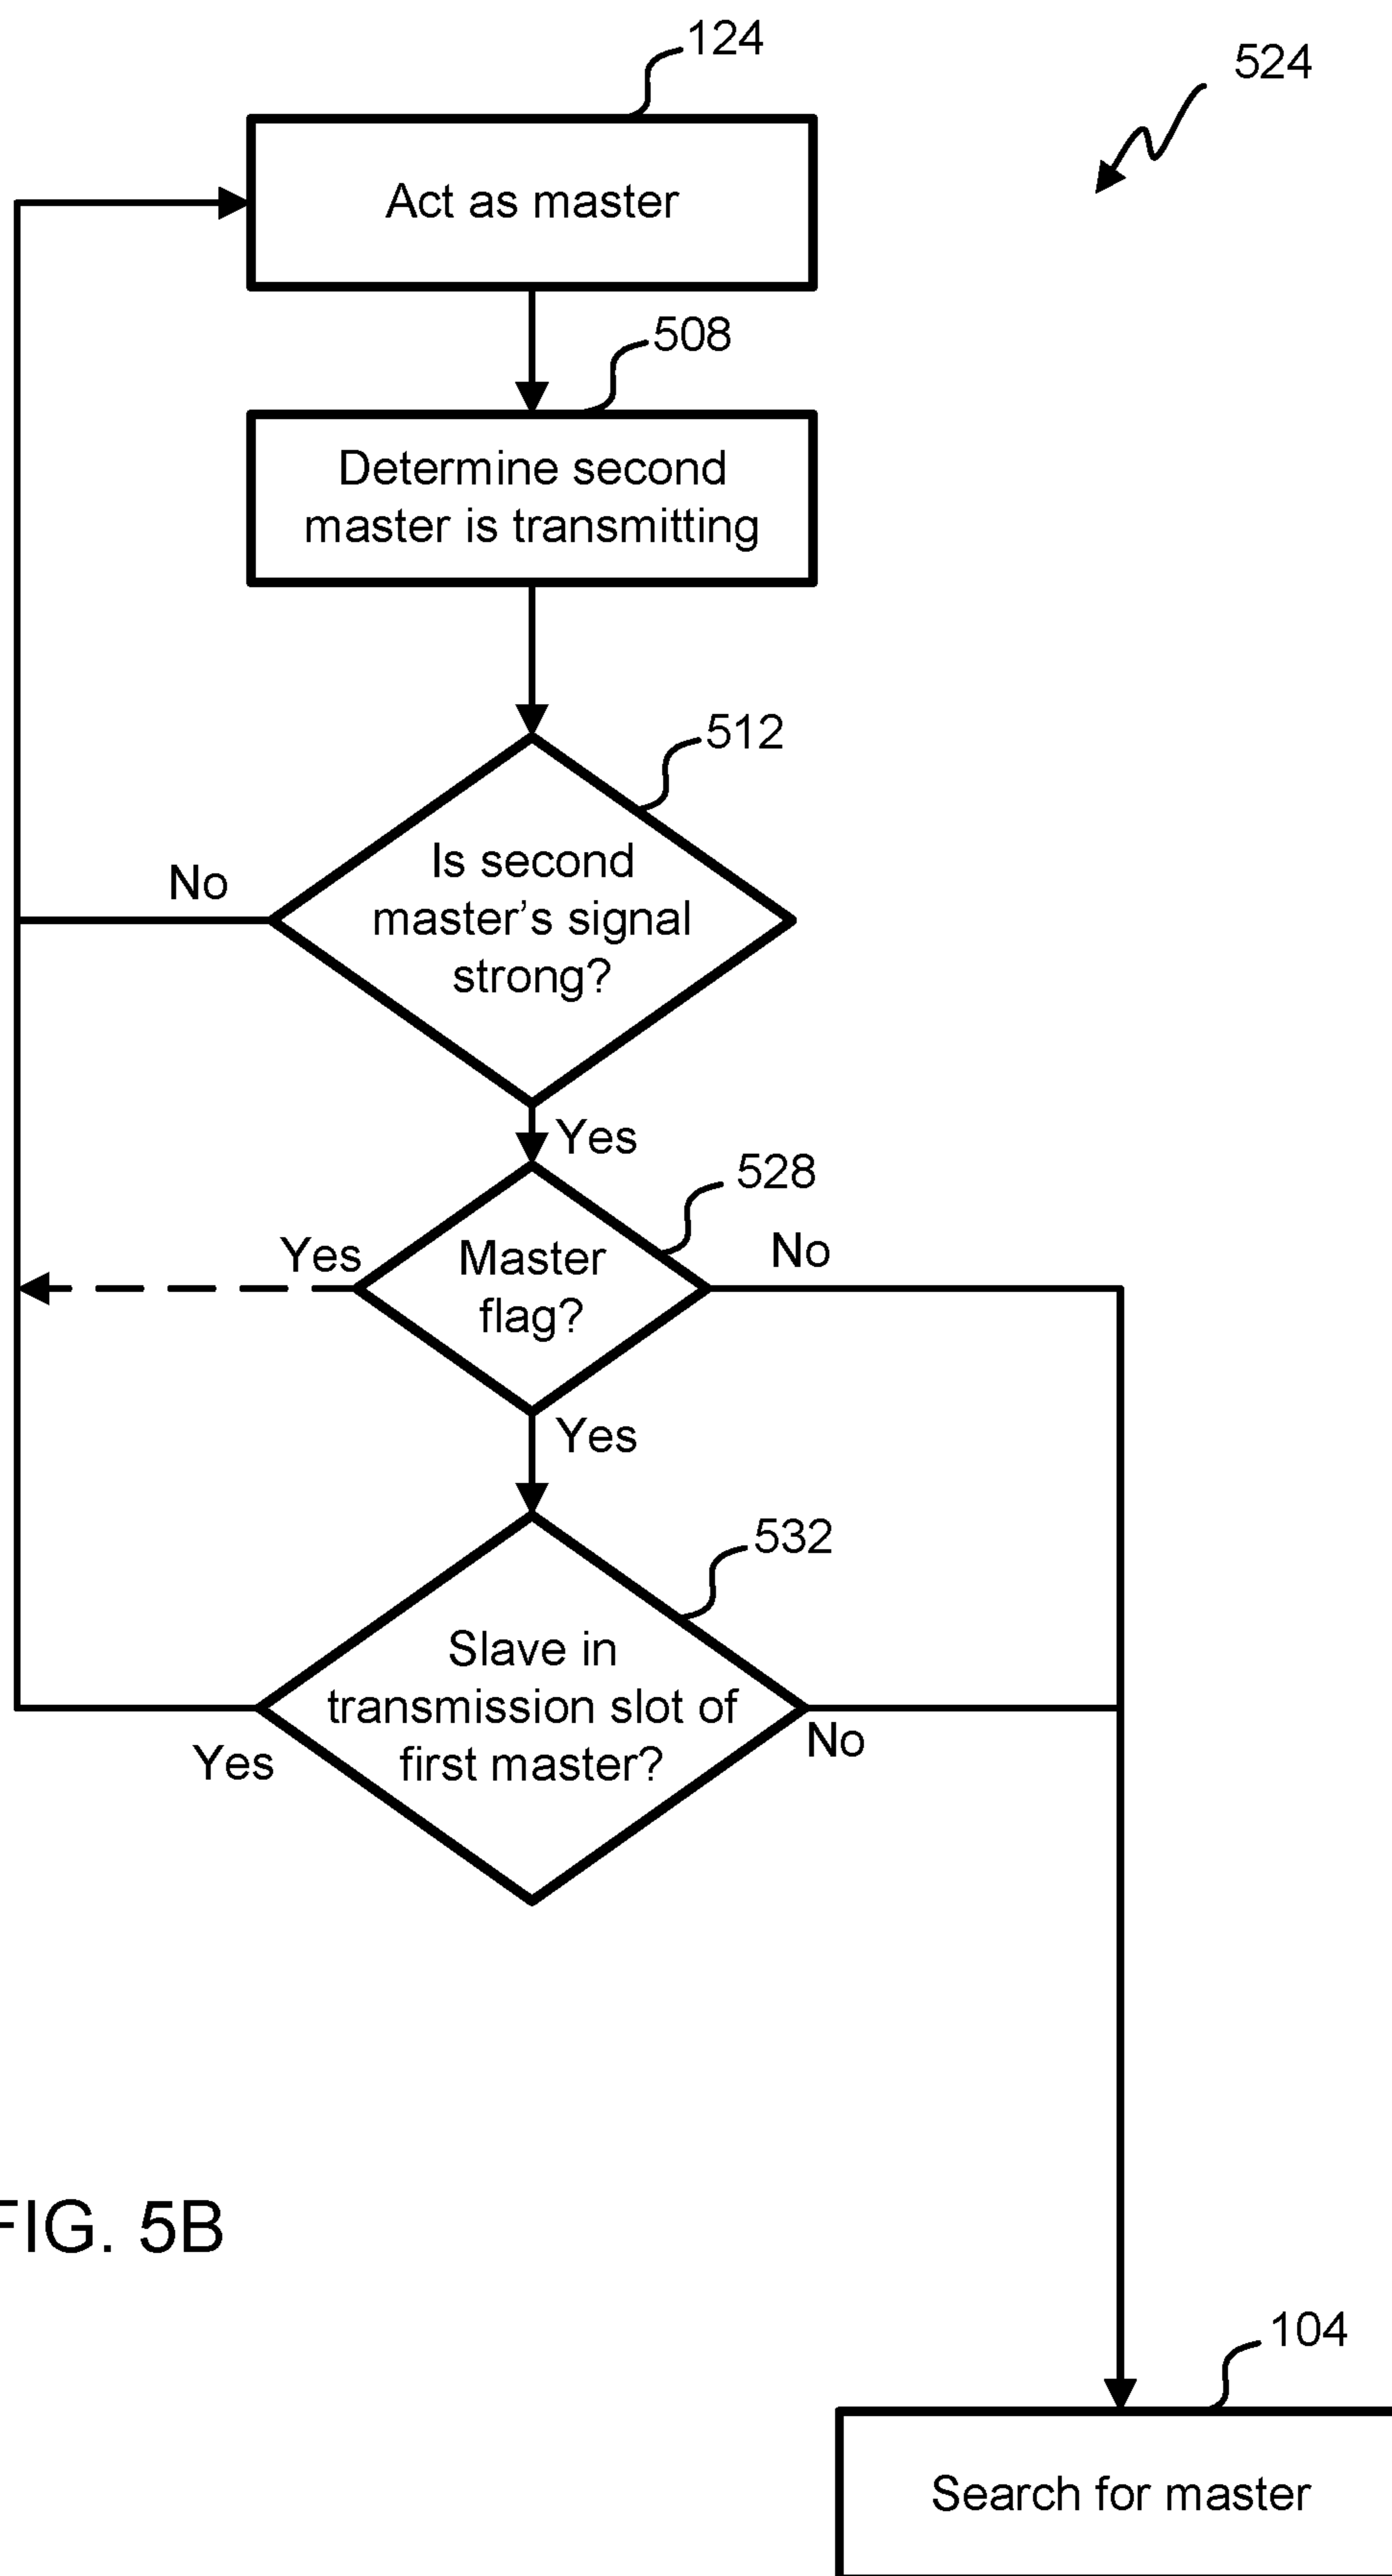 124
524
Act as master
508
Determine second
master is transmitting
512
Is second
master's signal
strong?
No
Yes
528
Yes
Master
flag?
No
Yes
532
Slave in
transmission slot of
first master?
Yes
No
FIG. 5B
104
Search for master